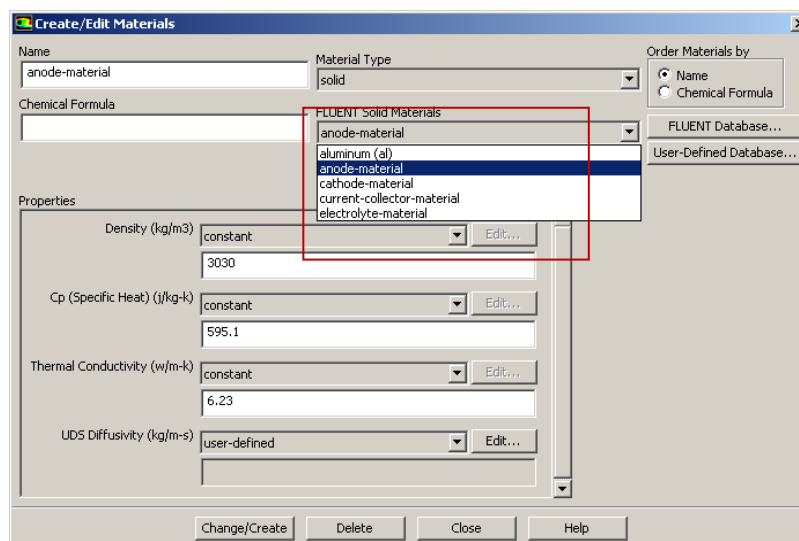 Create/Edit Materials
Name
anode-material
Chemical Formula
Material Type
solid
FLUENT Solid Materials
anode-material
aluminum (al)
anode-material
cathode-material
current-collector-material
electrolyte-material
Order Materials by
Name
Chemical Formula
FLUENT Database...
User-Defined Database...
Properties
Density (kg/m3)
constant
Edit...
3030
Cp (Specific Heat) (j/kg-k)
constant
Edit...
595.1
Thermal Conductivity (w/m-k)
constant
Edit...
6.23
UDS Diffusivity (kg/m-s)
user-defined
Edit...
Change/Create
Delete
Close
Help